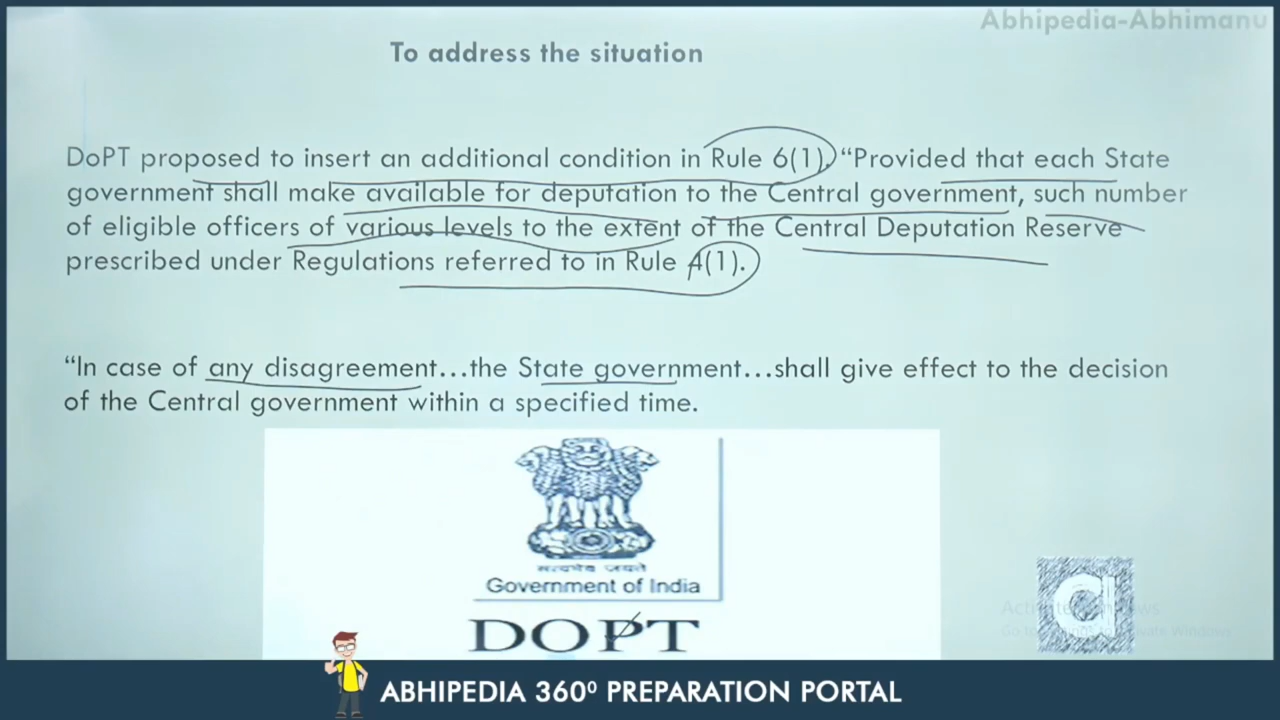 Abhipedia-Abhimanu
To address the situation
DoPT proposed to insert an additional condition in Rule 6(1), “Provided that each State
government shall make available for deputation to the Central government, such number
of eligible officers of various levels to the extent of the Central Deputation Reserve
prescribed under Regulations referred to in Rule 4(1).
“In case of any disagreement...the State government...shall give effect to the decision
of the Central government within a specified time.
सत्यमेव जयते
Government of India
DOPT
d
ABHIPEDIA 360⁰ PREPARATION PORTAL